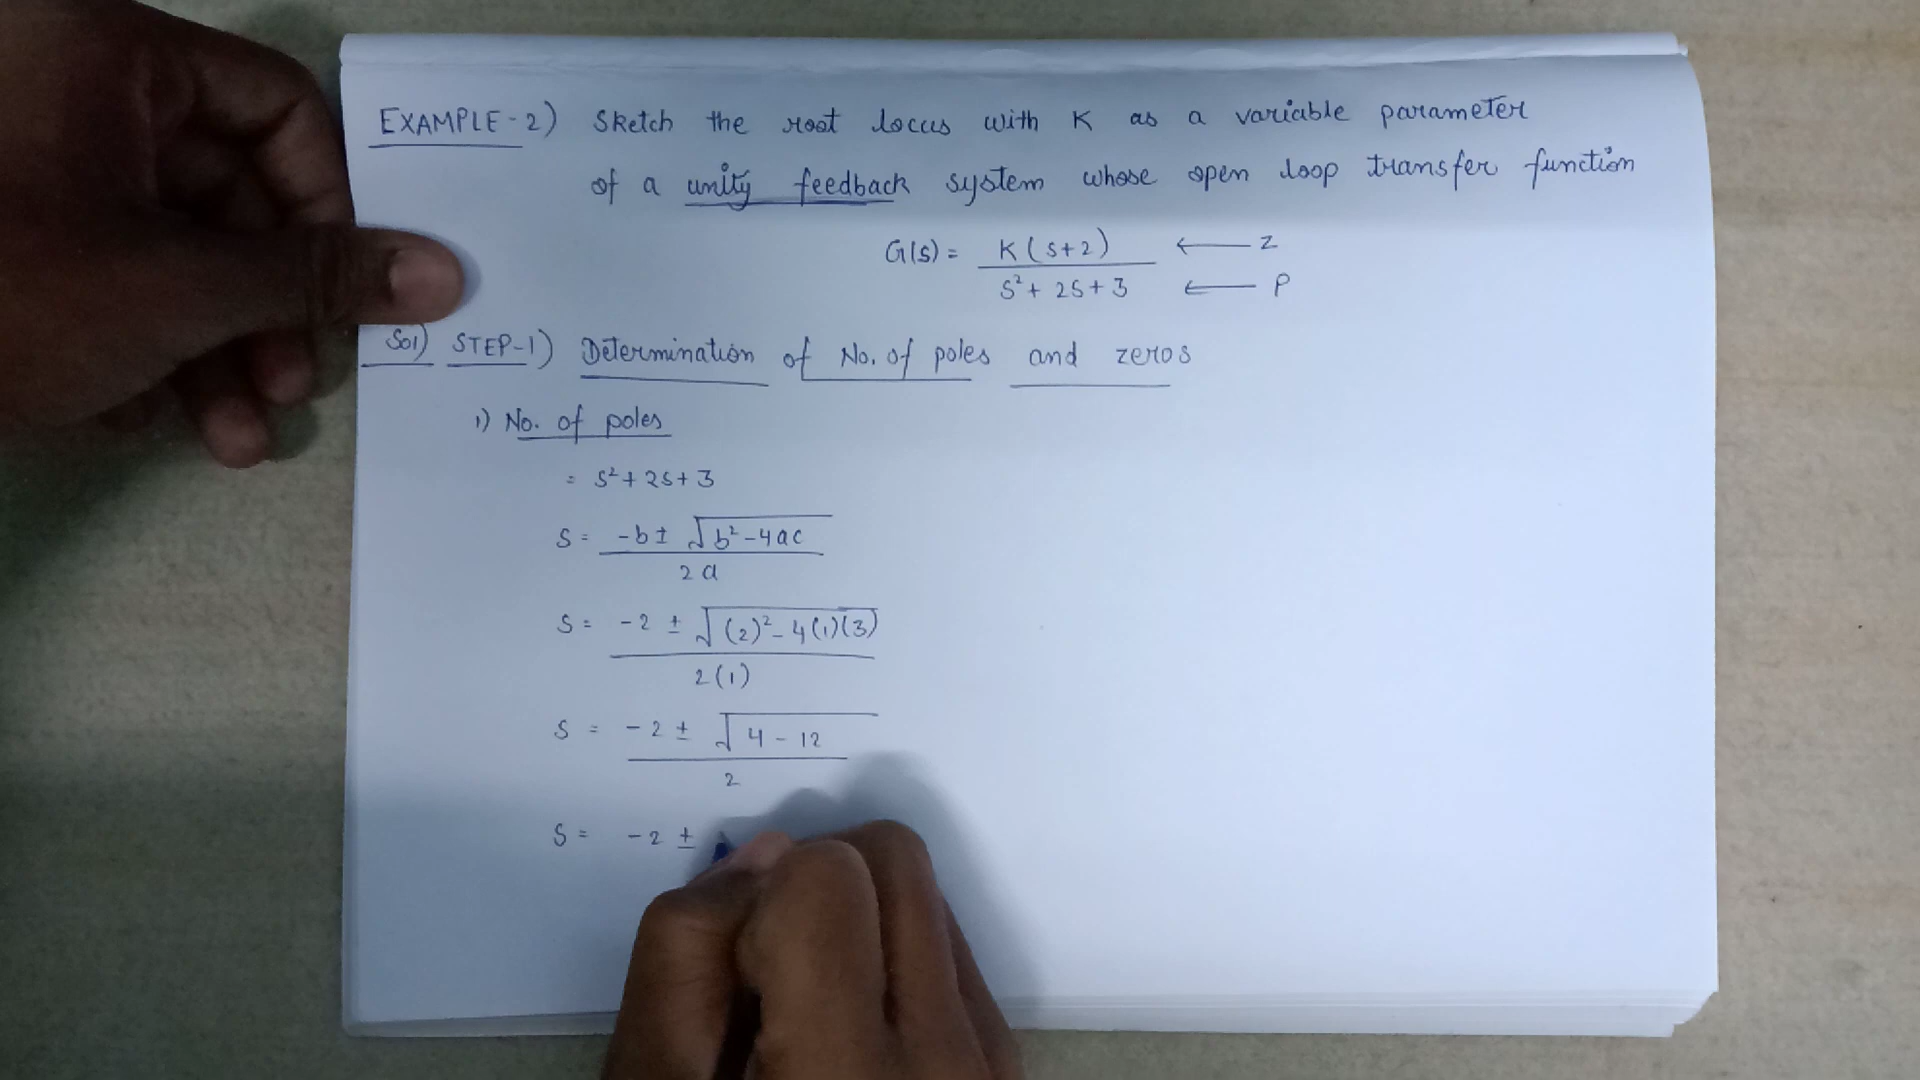 EXAMPLE-2) Sketch the root locus with K as a variable parameter
of a unity feedback system whose open loop transfer function
G(s) = K(s+2) ← Z
s² + 2s + 3 ← P
Sol) STEP-1) Determination of No. of poles and zeros
1) No. of poles
= s² + 2s + 3
S = -b ± √b² - 4ac
2a
S = -2 ± √(2)² - 4(1)(3)
2(1)
S = -2 ± √4 - 12
2
S = -2 ±